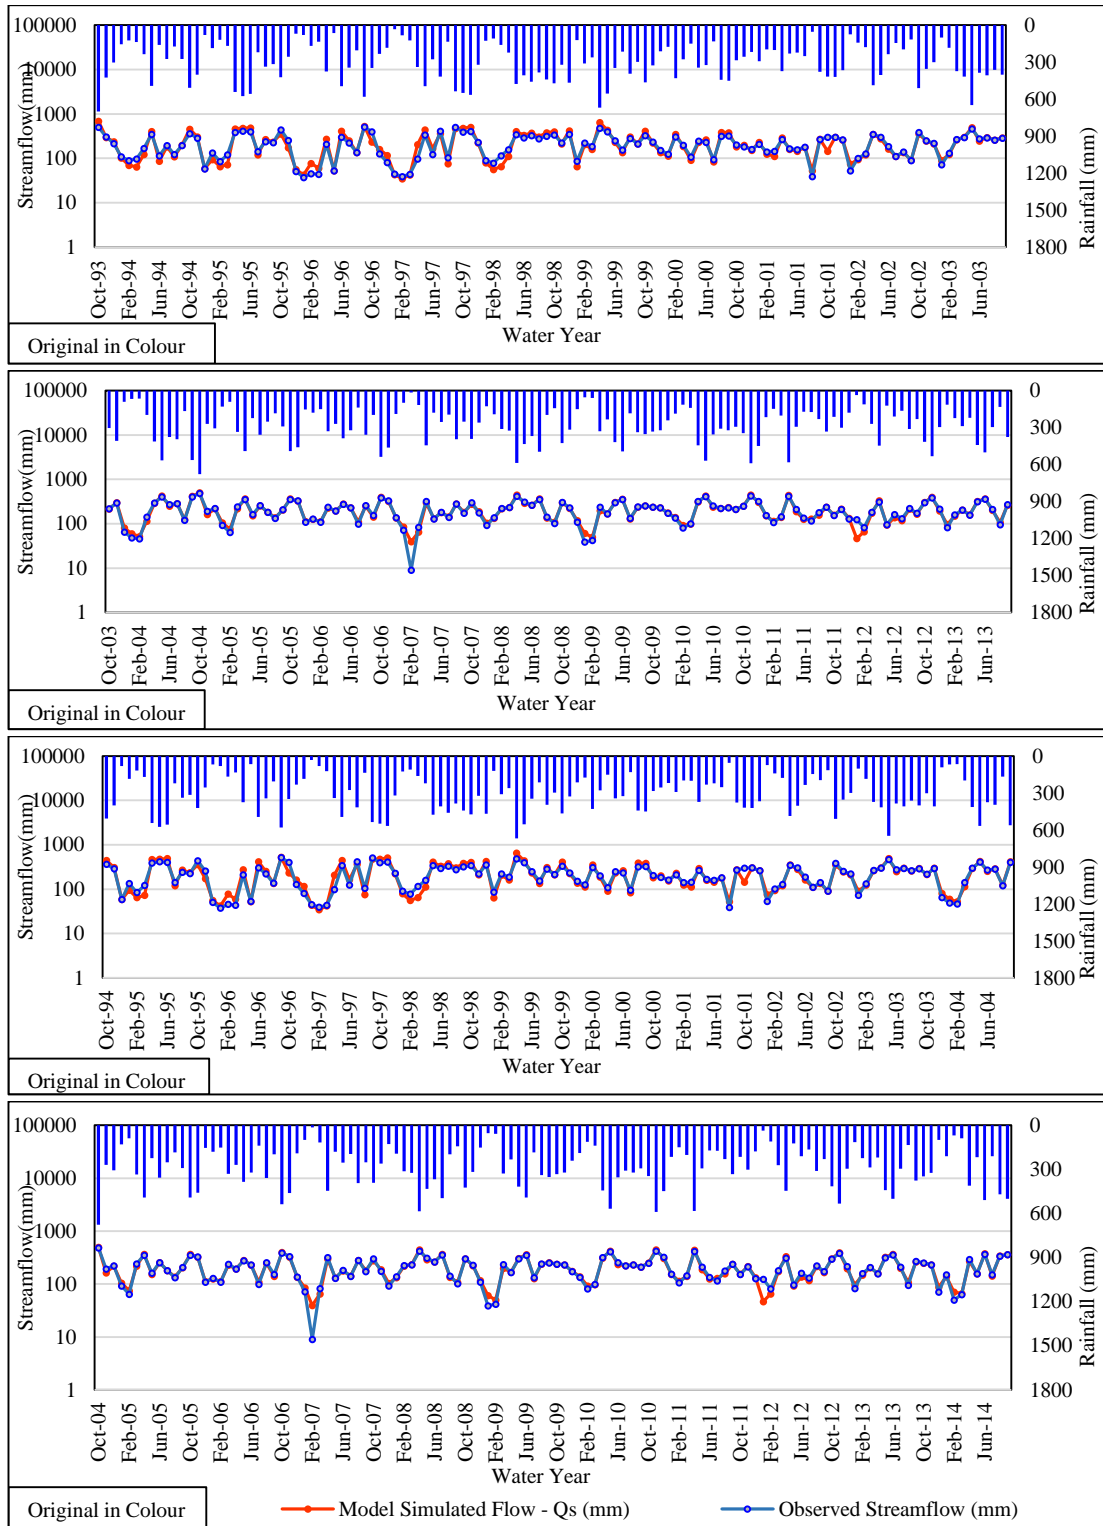 100000
10000
1000
100
10
1
Streamflow(mm)
0
300
600
900
1200
1500
1800
Rainfall (mm)
Oct-93 Feb-94 Jun-94 Oct-94 Feb-95 Jun-95 Oct-95 Feb-96 Jun-96 Oct-96 Feb-97 Jun-97 Oct-97 Feb-98 Jun-98 Oct-98 Feb-99 Jun-99 Oct-99 Feb-00 Jun-00 Oct-00 Feb-01 Jun-01 Oct-01 Feb-02 Jun-02 Oct-02 Feb-03 Jun-03
Water Year
Original in Colour
100000
10000
1000
100
10
1
Streamflow(mm)
0
300
600
900
1200
1500
1800
Rainfall (mm)
Oct-03 Feb-04 Jun-04 Oct-04 Feb-05 Jun-05 Oct-05 Feb-06 Jun-06 Oct-06 Feb-07 Jun-07 Oct-07 Feb-08 Jun-08 Oct-08 Feb-09 Jun-09 Oct-09 Feb-10 Jun-10 Oct-10 Feb-11 Jun-11 Oct-11 Feb-12 Jun-12 Oct-12 Feb-13 Jun-13
Water Year
Original in Colour
100000
10000
1000
100
10
1
Streamflow(mm)
0
300
600
900
1200
1500
1800
Rainfall (mm)
Oct-94 Feb-95 Jun-95 Oct-95 Feb-96 Jun-96 Oct-96 Feb-97 Jun-97 Oct-97 Feb-98 Jun-98 Oct-98 Feb-99 Jun-99 Oct-99 Feb-00 Jun-00 Oct-00 Feb-01 Jun-01 Oct-01 Feb-02 Jun-02 Oct-02 Feb-03 Jun-03 Oct-03 Feb-04 Jun-04
Water Year
Original in Colour
100000
10000
1000
100
10
1
Streamflow(mm)
0
300
600
900
1200
1500
1800
Rainfall (mm)
Oct-04 Feb-05 Jun-05 Oct-05 Feb-06 Jun-06 Oct-06 Feb-07 Jun-07 Oct-07 Feb-08 Jun-08 Oct-08 Feb-09 Jun-09 Oct-09 Feb-10 Jun-10 Oct-10 Feb-11 Jun-11 Oct-11 Feb-12 Jun-12 Oct-12 Feb-13 Jun-13 Oct-13 Feb-14 Jun-14
Water Year
Original in Colour
Model Simulated Flow - Qs (mm)
Observed Streamflow (mm)